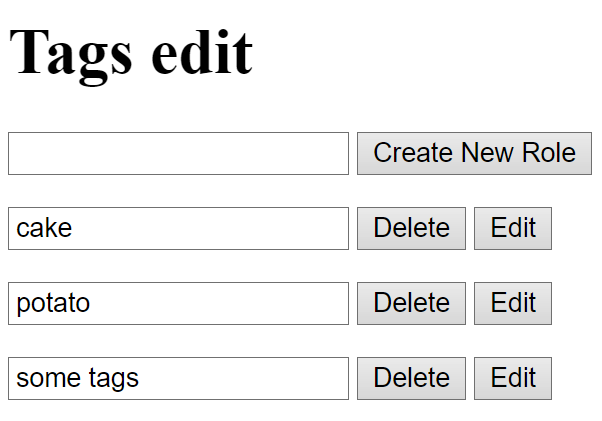 Tags edit
Create New Role
cake Delete Edit
potato Delete Edit
some tags Delete Edit